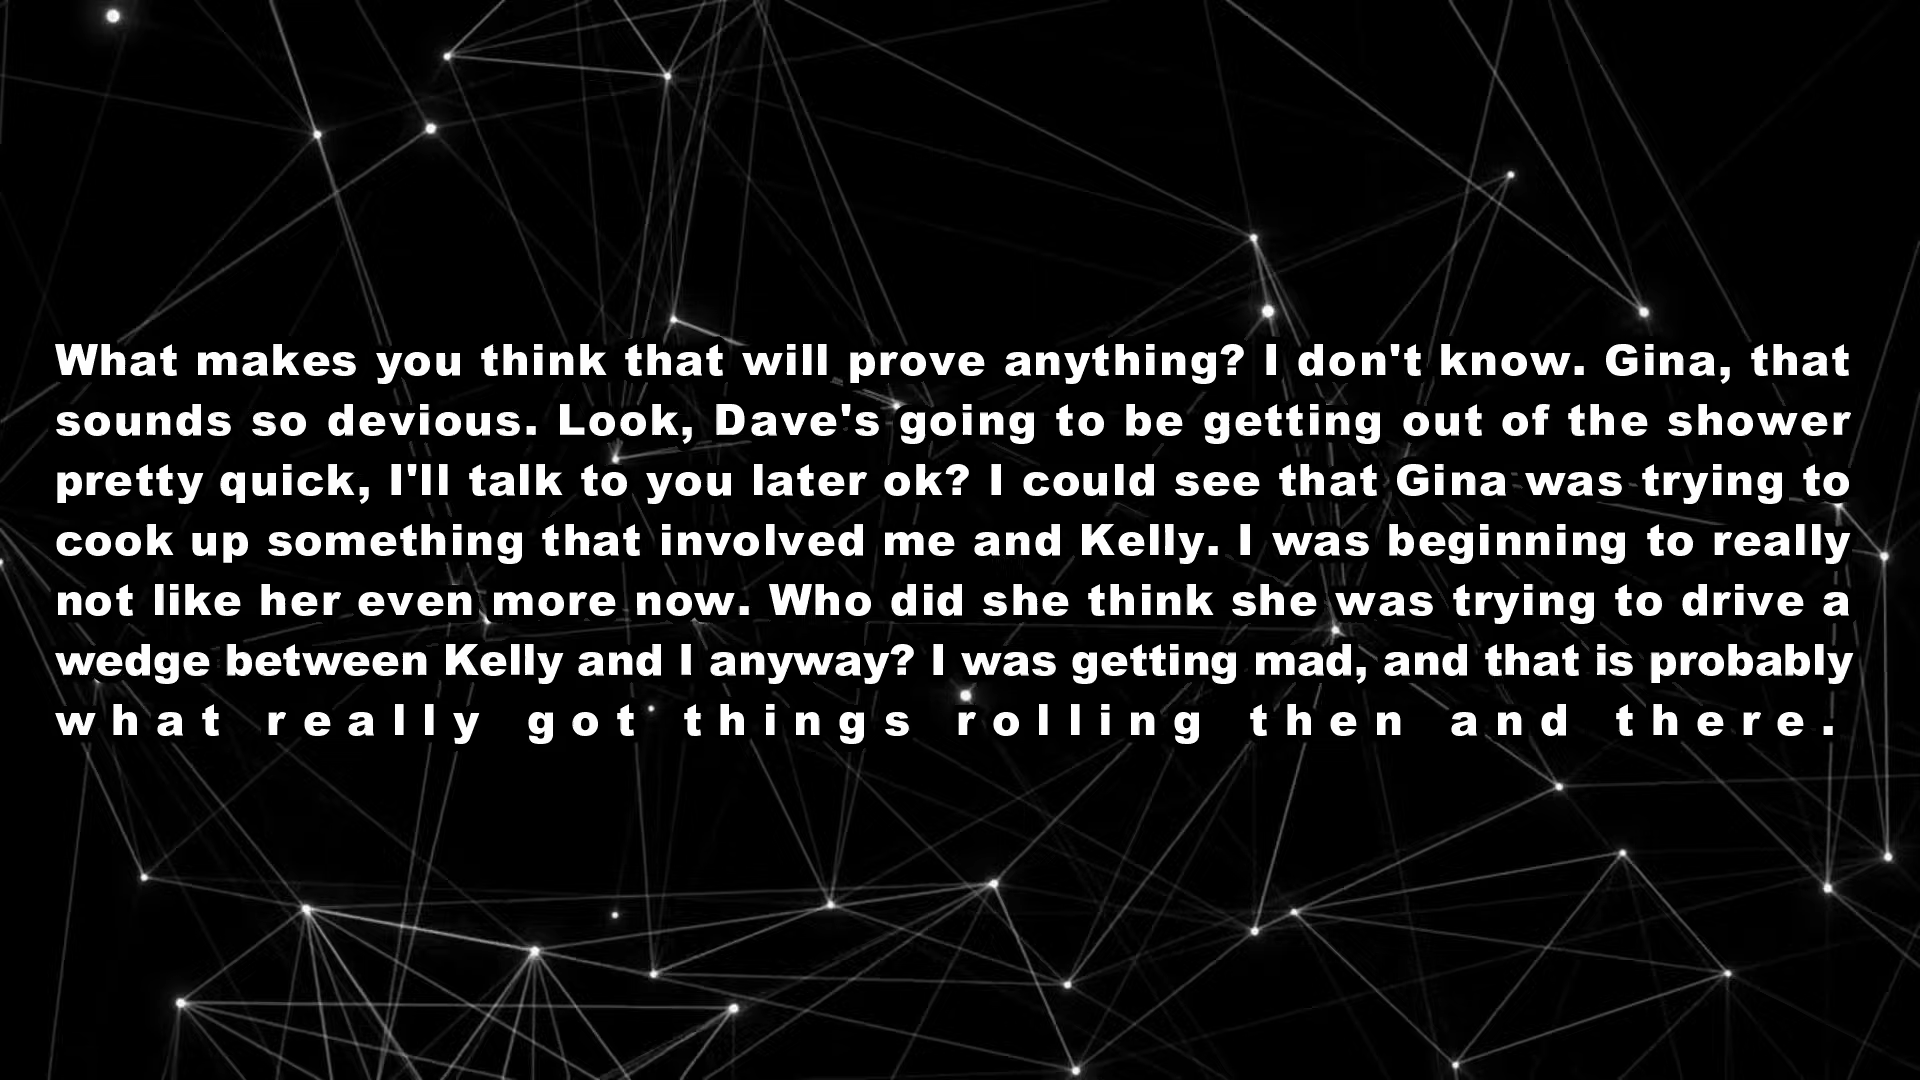 What makes you think that will prove anything? I don't know. Gina, that
sounds so devious. Look, Dave's going to be getting out of the shower
pretty quick, I'll talk to you later ok? I could see that Gina was trying to
cook up something that involved me and Kelly. I was beginning to really
not like her even more now. Who did she think she was trying to drive a
wedge between Kelly and I anyway? I was getting mad, and that is probably
what really got things rolling then and there.